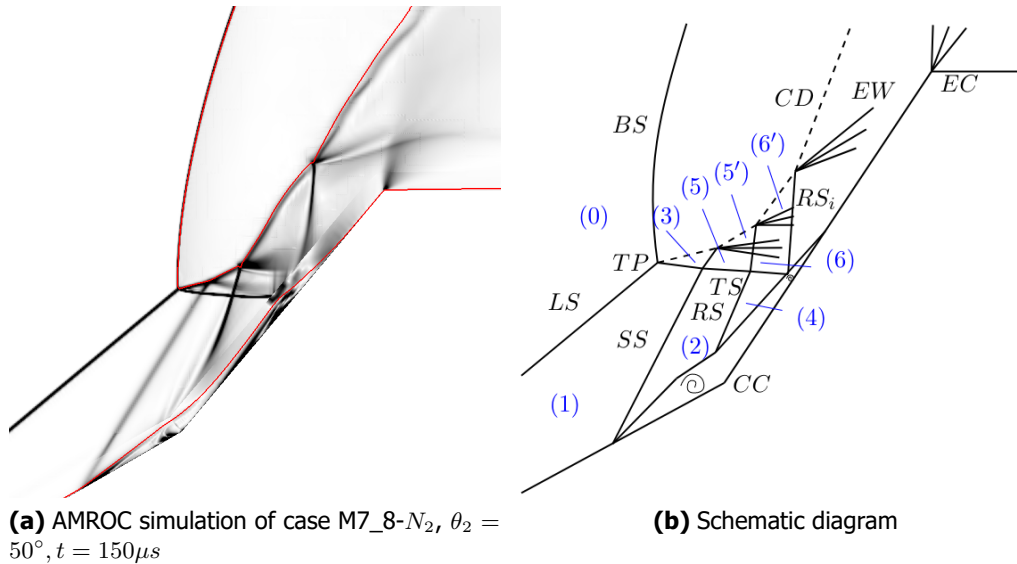 CD
EW
EC
BS
(6′)
(5′)
(5)
RSᵢ
(0)
(3)
TP
(6)
TS
LS
RS
(4)
SS
(2)
CC
(1)
(a) AMROC simulation of case M7_8-N₂, θ₂ =
50°, t = 150μs
(b) Schematic diagram